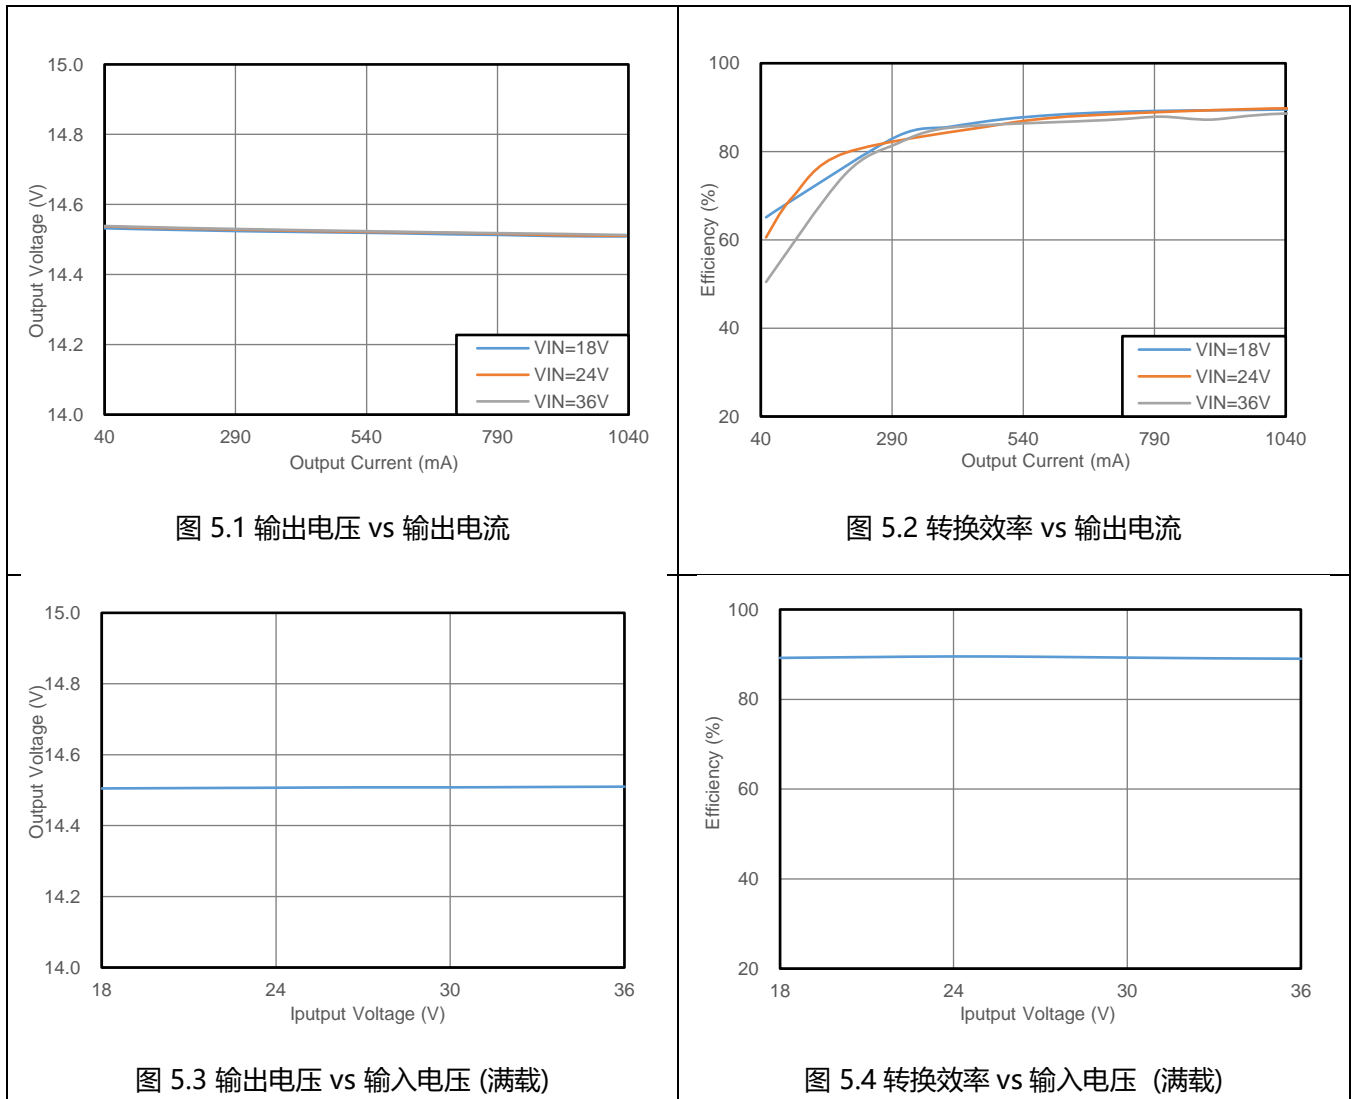 15.0
14.8
14.6
14.4
14.2
14.0
Output Voltage (V)
VIN=18V
VIN=24V
VIN=36V
40 290 540 790 1040
Output Current (mA)
图 5.1 输出电压 vs 输出电流
100
80
60
40
20
Efficiency (%)
VIN=18V
VIN=24V
VIN=36V
40 290 540 790 1040
Output Current (mA)
图 5.2 转换效率 vs 输出电流
15.0
14.8
14.6
14.4
14.2
14.0
Output Voltage (V)
18 24 30 36
Iputput Voltage (V)
图 5.3 输出电压 vs 输入电压 (满载)
100
80
60
40
20
Efficiency (%)
18 24 30 36
Iputput Voltage (V)
图 5.4 转换效率 vs 输入电压 (满载)